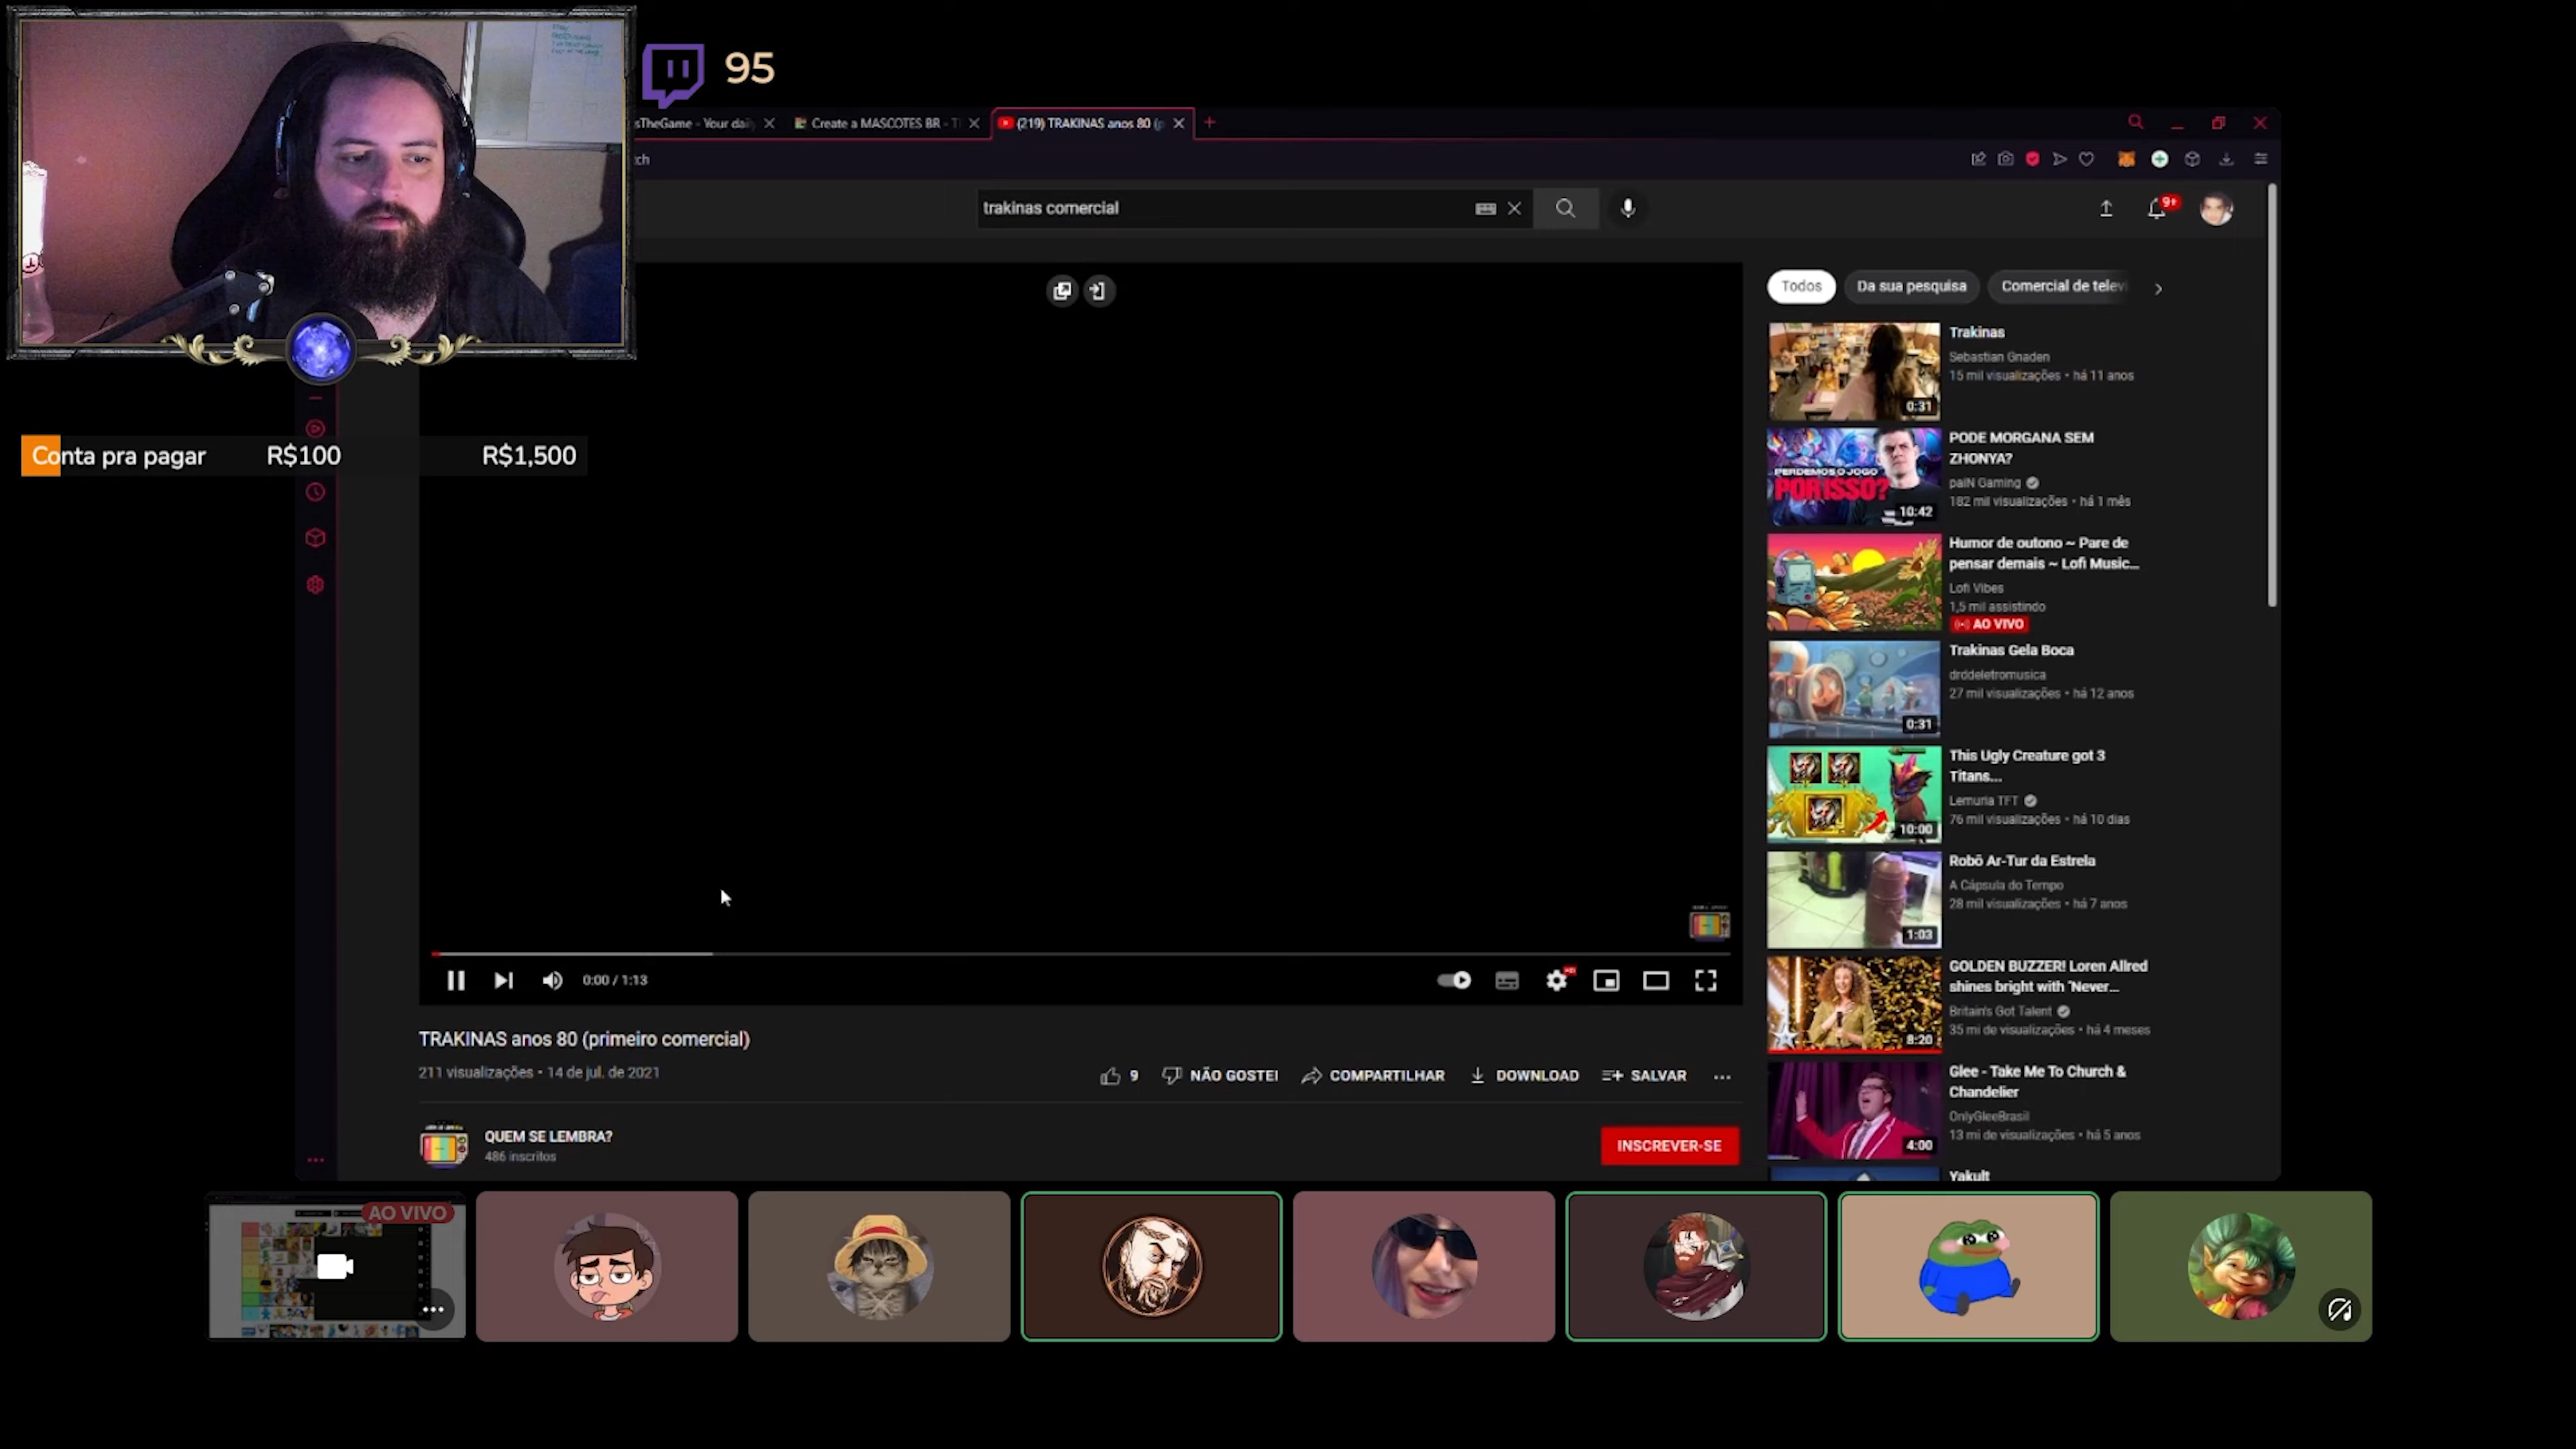 95
sTheGame - Your dail
Create a MASCOTES BR - Ti
(219) TRAKINAS anos 80 (p
tch
trakinas comercial
9+
Todos
Da sua pesquisa
Comercial de televi
Conta pra pagar R$100 R$1,500
0:00 / 1:13
HD
TRAKINAS anos 80 (primeiro comercial)
211 visualizações • 14 de jul. de 2021
9
NÃO GOSTEI
COMPARTILHAR
DOWNLOAD
SALVAR
QUEM SE LEMBRA?
486 inscritos
INSCREVER-SE
0:31
Trakinas
Sebastian Gnaden
15 mil visualizações • há 11 anos
PERDEMOS O JOGO
POR ISSO?
10:42
PODE MORGANA SEM
ZHONYA?
paiN Gaming
182 mil visualizações • há 1 mês
Humor de outono ~ Pare de
pensar demais ~ Lofi Music...
Lofi Vibes
1,5 mil assistindo
AO VIVO
0:31
Trakinas Gela Boca
drddeletromusica
27 mil visualizações • há 12 anos
10:00
This Ugly Creature got 3
Titans...
Lemuria TFT
76 mil visualizações • há 10 dias
1:03
Robô Ar-Tur da Estrela
A Cápsula do Tempo
28 mil visualizações • há 7 anos
8:20
GOLDEN BUZZER! Loren Allred
shines bright with 'Never...
Britain's Got Talent
35 mi de visualizações • há 4 meses
4:00
Glee - Take Me To Church &
Chandelier
OnlyGleeBrasil
13 mi de visualizações • há 5 anos
Yakult
AO VIVO